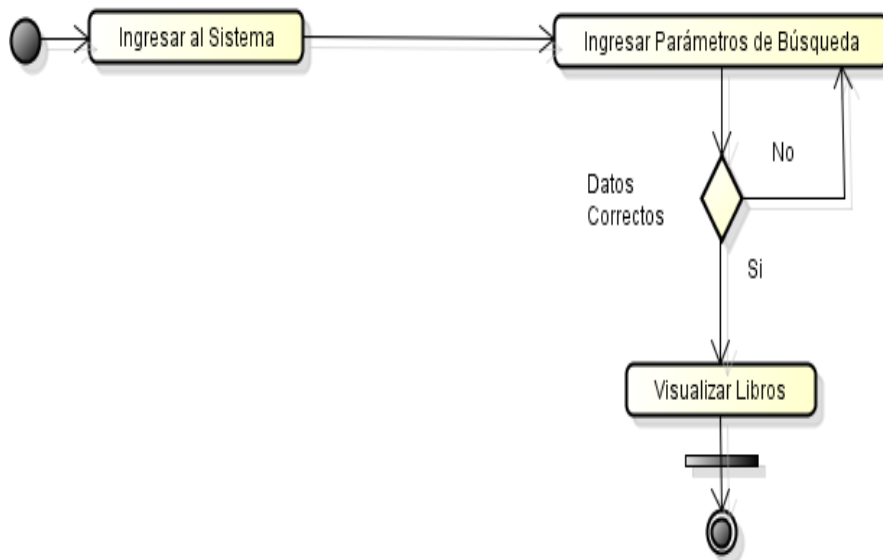 Ingresar al Sistema
Ingresar Parámetros de Búsqueda
No
Datos
Correctos
Si
Visualizar Libros